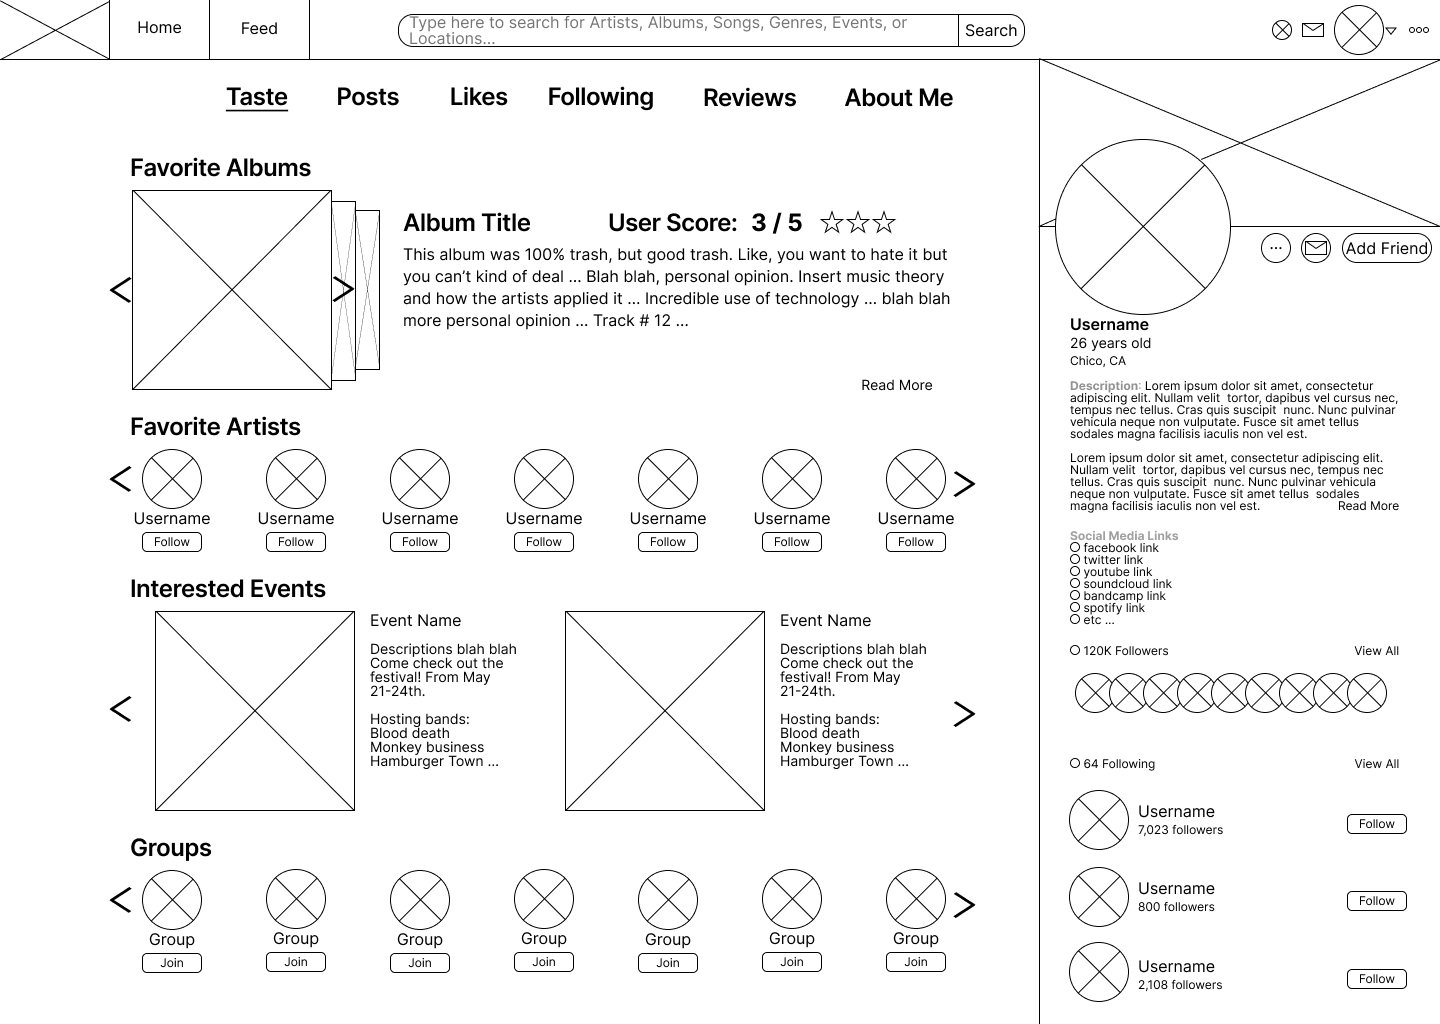 Home
Feed
Type here to search for Artists, Albums, Songs, Genres, Events, or
Locations...
Search
Taste
Posts
Likes
Following
Reviews
About Me
Favorite Albums
Album Title
User Score: 3 / 5
This album was 100% trash, but good trash. Like, you want to hate it but
you can’t kind of deal ... Blah blah, personal opinion. Insert music theory
and how the artists applied it ... Incredible use of technology ... blah blah
more personal opinion ... Track # 12 ...
Read More
Favorite Artists
Username
Username
Username
Username
Username
Username
Username
Follow
Follow
Follow
Follow
Follow
Follow
Follow
Interested Events
Event Name
Descriptions blah blah
Come check out the
festival! From May
21-24th.
Hosting bands:
Blood death
Monkey business
Hamburger Town ...
Event Name
Descriptions blah blah
Come check out the
festival! From May
21-24th.
Hosting bands:
Blood death
Monkey business
Hamburger Town ...
Groups
Group
Group
Group
Group
Group
Group
Group
Join
Join
Join
Join
Join
Join
Join
Add Friend
Username
26 years old
Chico, CA
Description: Lorem ipsum dolor sit amet, consectetur
adipiscing elit. Nullam velit tortor, dapibus vel cursus nec,
tempus nec tellus. Cras quis suscipit nunc. Nunc pulvinar
vehicula neque non vulputate. Fusce sit amet tellus
sodales magna facilisis iaculis non vel est.
Lorem ipsum dolor sit amet, consectetur adipiscing elit.
Nullam velit tortor, dapibus vel cursus nec, tempus nec
tellus. Cras quis suscipit nunc. Nunc pulvinar vehicula
neque non vulputate. Fusce sit amet tellus sodales
magna facilisis iaculis non vel est.
Read More
Social Media Links
facebook link
twitter link
youtube link
soundcloud link
bandcamp link
spotify link
etc ...
120K Followers
View All
64 Following
View All
Username
7,023 followers
Follow
Username
800 followers
Follow
Username
2,108 followers
Follow